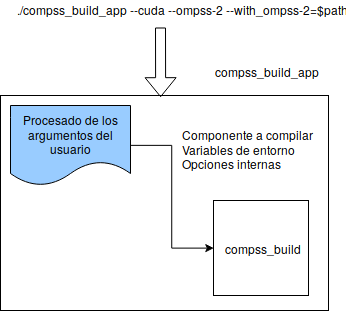 ./compss_build_app --cuda --ompss-2 --with_ompss-2=$path
compss_build_app
Procesado de los
argumentos del
usuario
Componente a compilar
Variables de entorno
Opciones internas
compss_build